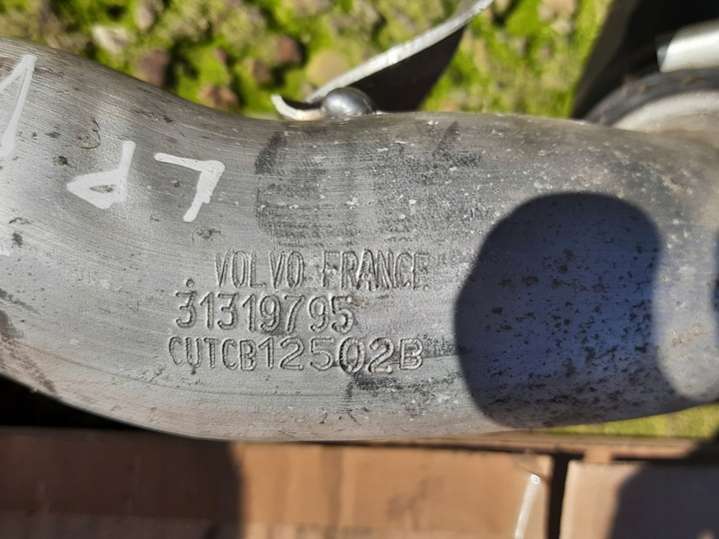 LP
VOLVO FRANCE
31319795
CUTCB12502B